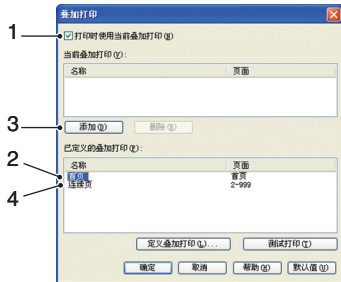 叠加打印
1
打印时使用当前叠加打印(W)
当前叠加打印(V):
名称 页面
3
添加(D) 删除(R)
已定义的叠加打印(P):
名称 页面
2
首页 首页
连续页 2-999
4
定义叠加打印(L)... 测试打印(T)
确定 取消 帮助(H) 默认值(U)